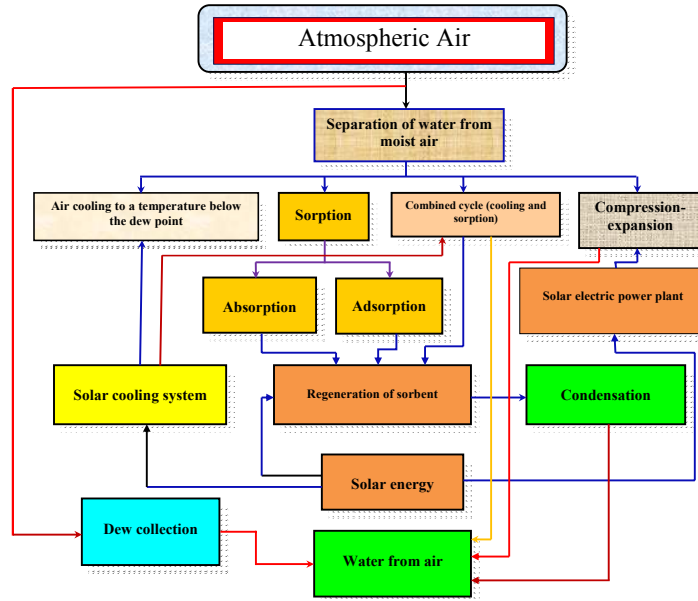 Atmospheric Air
Separation of water from
moist air
Air cooling to a temperature below
the dew point
Sorption
Combined cycle (cooling and
sorption)
Compression-
expansion
Absorption
Adsorption
Solar electric power plant
Solar cooling system
Regeneration of sorbent
Condensation
Solar energy
Dew collection
Water from air